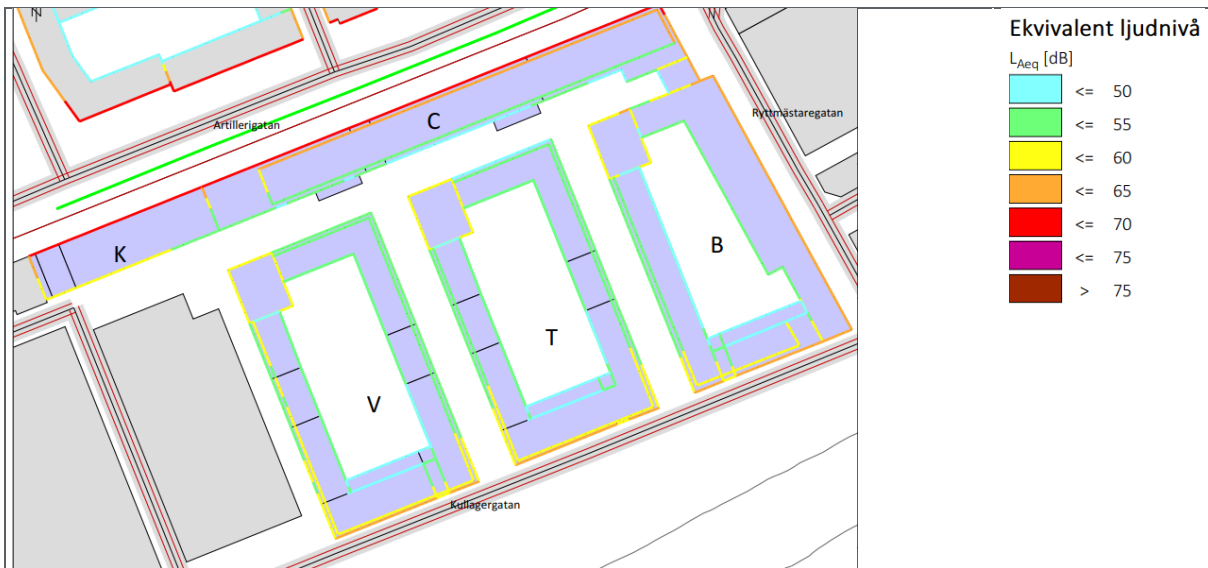 N
Artillerigatan
C
Ryttmästaregatan
K
B
T
V
Kullagergatan
Ekvivalent ljudnivå
LAeq [dB]
<= 50
<= 55
<= 60
<= 65
<= 70
<= 75
> 75